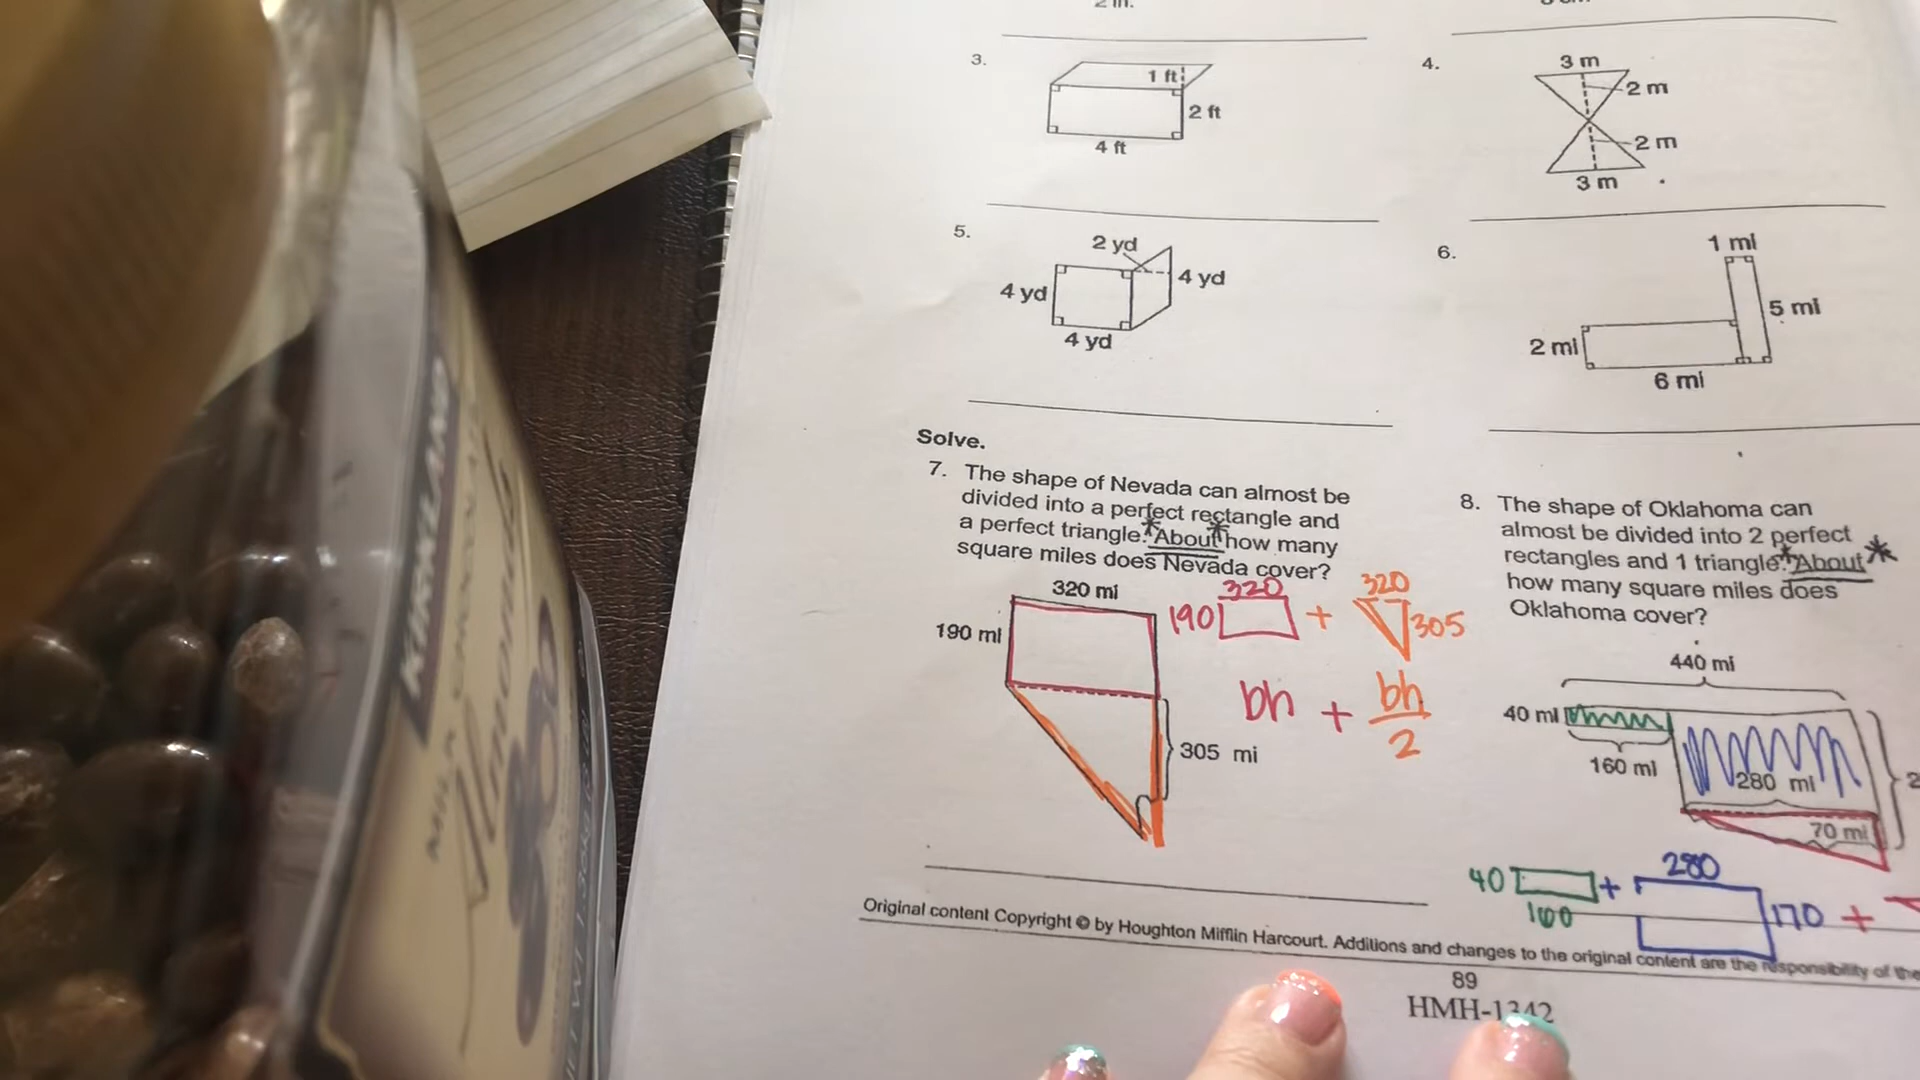 2 in.
3.
1 ft
2 ft
4 ft
4.
3 m
2 m
2 m
3 m
5.
2 yd
4 yd
4 yd
4 yd
6.
1 mi
5 mi
2 mi
6 mi
Solve.
7. The shape of Nevada can almost be
divided into a perfect rectangle and
a perfect triangle. About how many
square miles does Nevada cover?
320 mi
190 mi
305 mi
320
190
+
320
305
bh + bh
2
8. The shape of Oklahoma can
almost be divided into 2 perfect
rectangles and 1 triangle. About
how many square miles does
Oklahoma cover?
440 mi
40 mi
160 mi
280 mi
70 mi
280
40 + 170 +
160
Original content Copyright © by Houghton Mifflin Harcourt. Additions and changes to the original content are the responsibility of the
89
HMH-1342
KIRKLAND